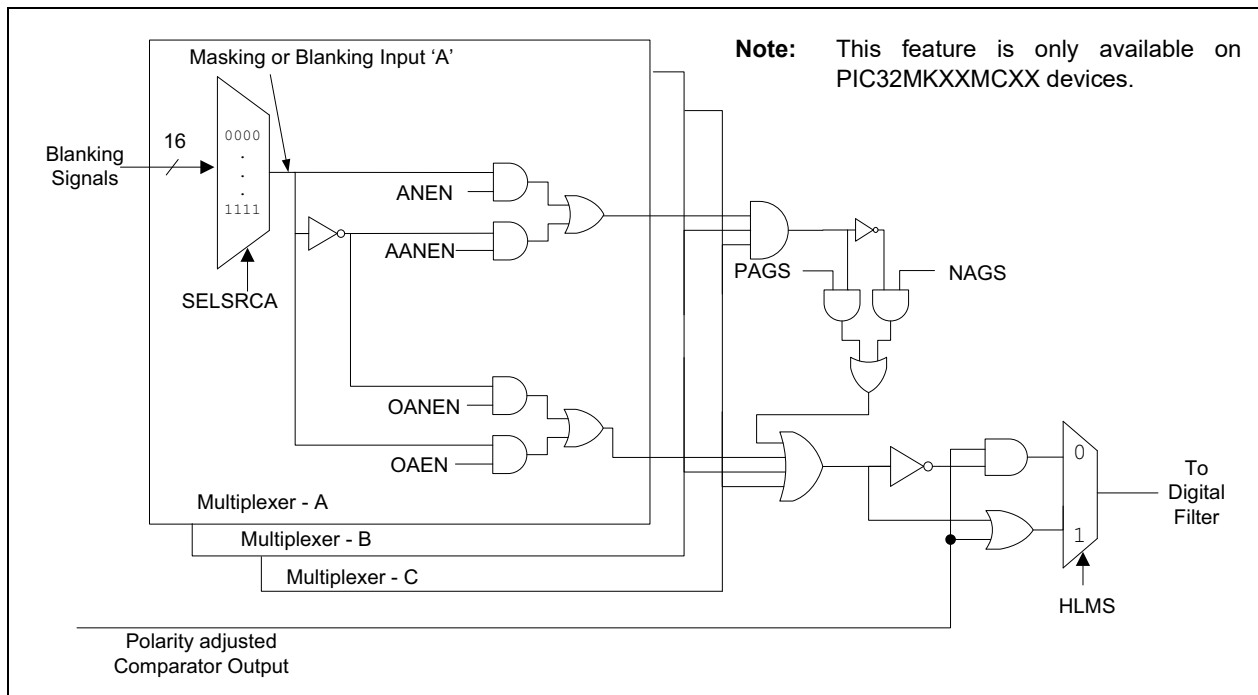 Note: This feature is only available on
PIC32MKXXMCXX devices.
Masking or Blanking Input ‘A’
16
Blanking
Signals
0000
.
.
.
1111
SELSRCA
ANEN
AANEN
PAGS
NAGS
OANEN
OAEN
Multiplexer - A
Multiplexer - B
Multiplexer - C
0
1
To
Digital
Filter
HLMS
Polarity adjusted
Comparator Output